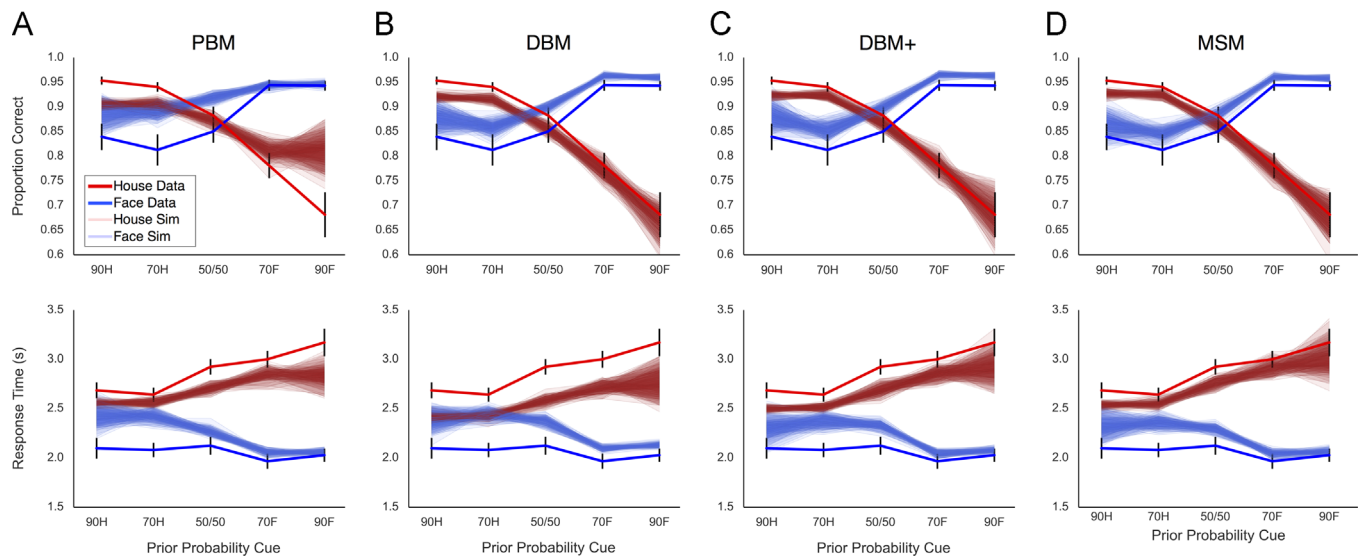 A
PBM
B
DBM
C
DBM+
D
MSM
Proportion Correct
1.0
0.95
0.9
0.85
0.8
0.75
0.7
0.65
0.6
House Data
Face Data
House Sim
Face Sim
90H 70H 50/50 70F 90F
1.0
0.95
0.9
0.85
0.8
0.75
0.7
0.65
0.6
90H 70H 50/50 70F 90F
1.0
0.95
0.9
0.85
0.8
0.75
0.7
0.65
0.6
90H 70H 50/50 70F 90F
1.0
0.95
0.9
0.85
0.8
0.75
0.7
0.65
0.6
90H 70H 50/50 70F 90F
Response Time (s)
3.5
3.0
2.5
2.0
1.5
90H 70H 50/50 70F 90F
Prior Probability Cue
3.5
3.0
2.5
2.0
1.5
90H 70H 50/50 70F 90F
Prior Probability Cue
3.5
3.0
2.5
2.0
1.5
90H 70H 50/50 70F 90F
Prior Probability Cue
3.5
3.0
2.5
2.0
1.5
90H 70H 50/50 70F 90F
Prior Probability Cue